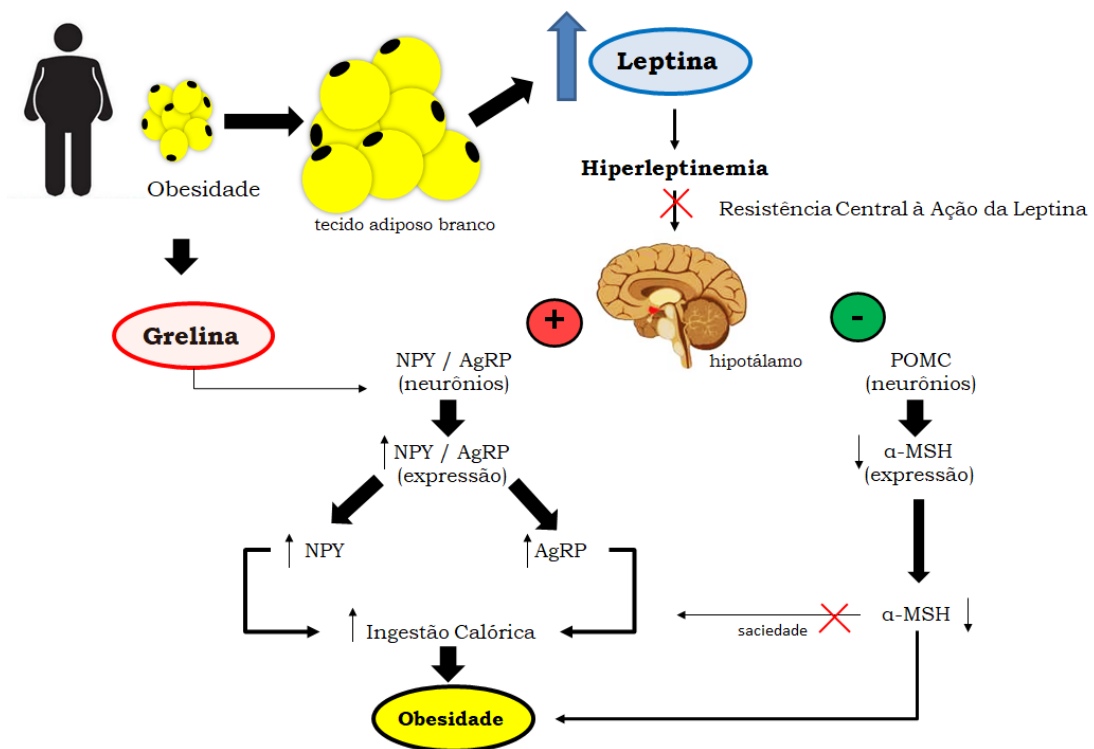 Leptina
Obesidade
tecido adiposo branco
Hiperleptinemia
Resistência Central à Ação da Leptina
Grelina
+
-
hipotálamo
NPY / AgRP
(neurônios)
POMC
(neurônios)
NPY / AgRP
(expressão)
α-MSH
(expressão)
NPY
AgRP
Ingestão Calórica
saciedade
α-MSH
Obesidade